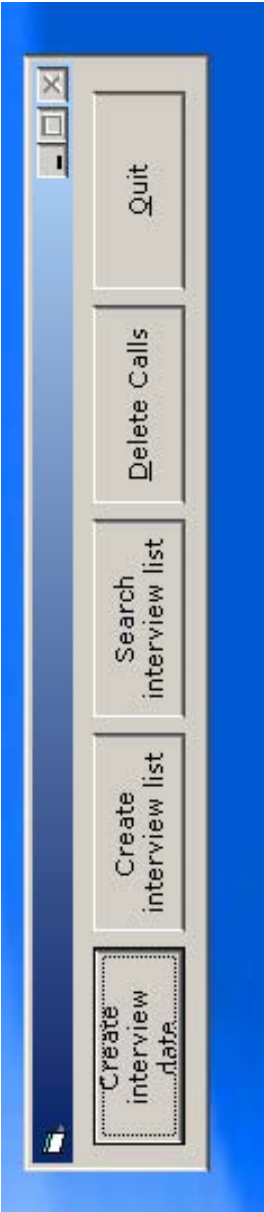 Create
interview
date
Create
interview list
Search
interview list
Delete Calls
Quit